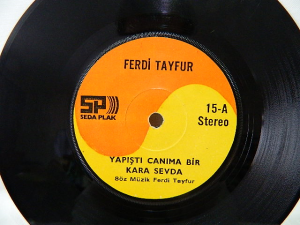 FERDİ TAYFUR
SP
SEDA PLAK
15-A
Stereo
YAPIŞTI CANIMA BİR
KARA SEVDA
Söz Müzik Ferdi Tayfur